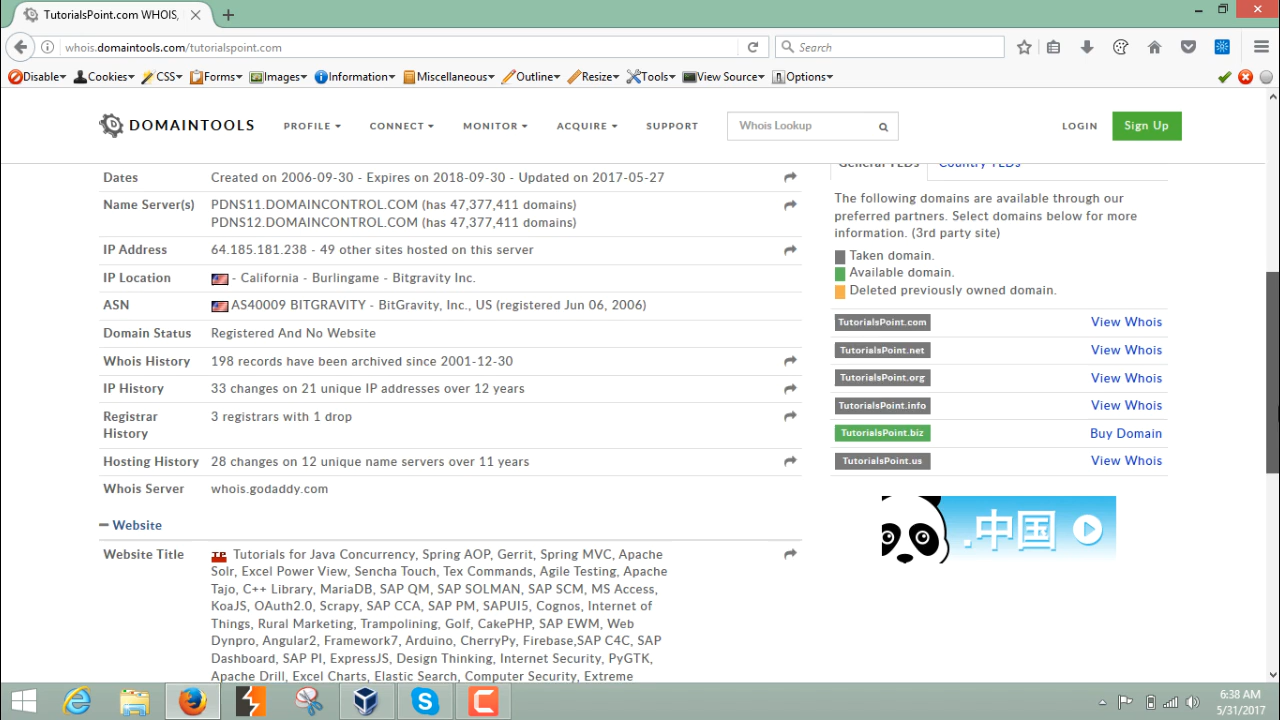 TutorialsPoint.com WHOIS,
whois.domaintools.com/tutorialspoint.com
Search
Disable Cookies CSS Forms Images Information Miscellaneous Outline Resize Tools View Source Options
DOMAINTOOLS PROFILE CONNECT MONITOR ACQUIRE SUPPORT Whois Lookup LOGIN Sign Up
General TLDs Country TLDs
Dates Created on 2006-09-30 - Expires on 2018-09-30 - Updated on 2017-05-27
Name Server(s) PDNS11.DOMAINCONTROL.COM (has 47,377,411 domains)
PDNS12.DOMAINCONTROL.COM (has 47,377,411 domains)
IP Address 64.185.181.238 - 49 other sites hosted on this server
IP Location - California - Burlingame - Bitgravity Inc.
ASN AS40009 BITGRAVITY - BitGravity, Inc., US (registered Jun 06, 2006)
Domain Status Registered And No Website
Whois History 193 records have been archived since 2001-12-30
IP History 33 changes on 21 unique IP addresses over 12 years
Registrar History 3 registrars with 1 drop
Hosting History 28 changes on 12 unique name servers over 11 years
Whois Server whois.godaddy.com
Website
Website Title TP Tutorials for Java Concurrency, Spring AOP, Gerrit, Spring MVC, Apache
Solr, Excel Power View, Sencha Touch, Tex Commands, Agile Testing, Apache
Tajo, C++ Library, MariaDB, SAP QM, SAP SOLMAN, SAP SCM, MS Access,
KoaJS, OAuth2.0, Scrapy, SAP CCA, SAP PM, SAPUI5, Cognos, Internet of
Things, Rural Marketing, Trampolining, Golf, CakePHP, SAP EWM, Web
Dynpro, Angular2, Framework7, Arduino, CherryPy, Firebase,SAP C4C, SAP
Dashboard, SAP PI, ExpressJS, Design Thinking, Internet Security, PyGTK,
Apache Drill, Excel Charts, Elastic Search, Computer Security, Extreme
The following domains are available through our
preferred partners. Select domains below for more
information. (3rd party site)
Taken domain.
Available domain.
Deleted previously owned domain.
TutorialsPoint.com View Whois
TutorialsPoint.net View Whois
TutorialsPoint.org View Whois
TutorialsPoint.info View Whois
TutorialsPoint.biz Buy Domain
TutorialsPoint.us View Whois
.中国
6:38 AM
5/31/2017